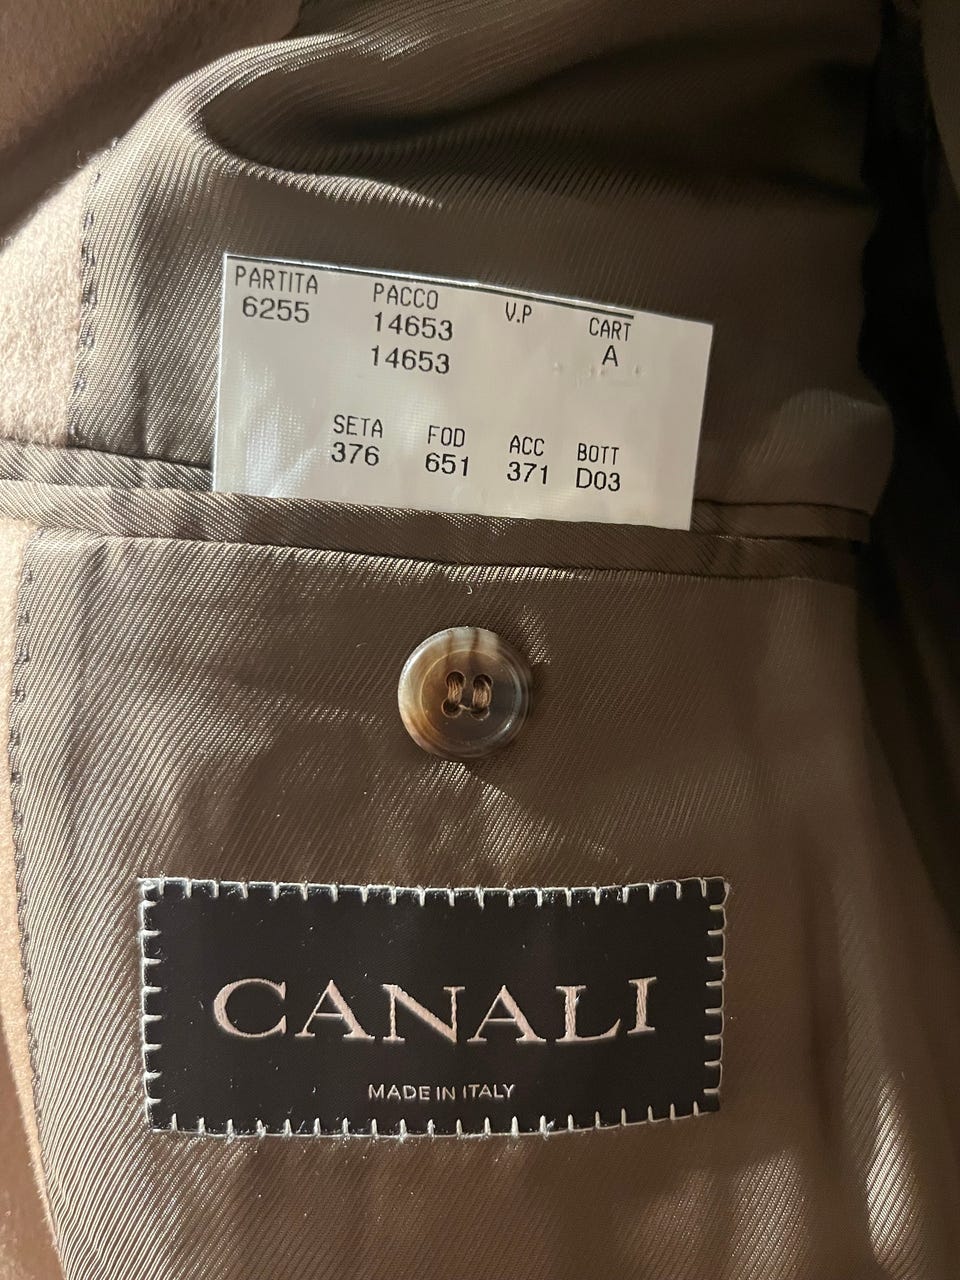 PARTITA PACCO V.P CART
6255 14653 A
14653
SETA FOD ACC BOTT
376 651 371 D03
CANALI
MADE IN ITALY